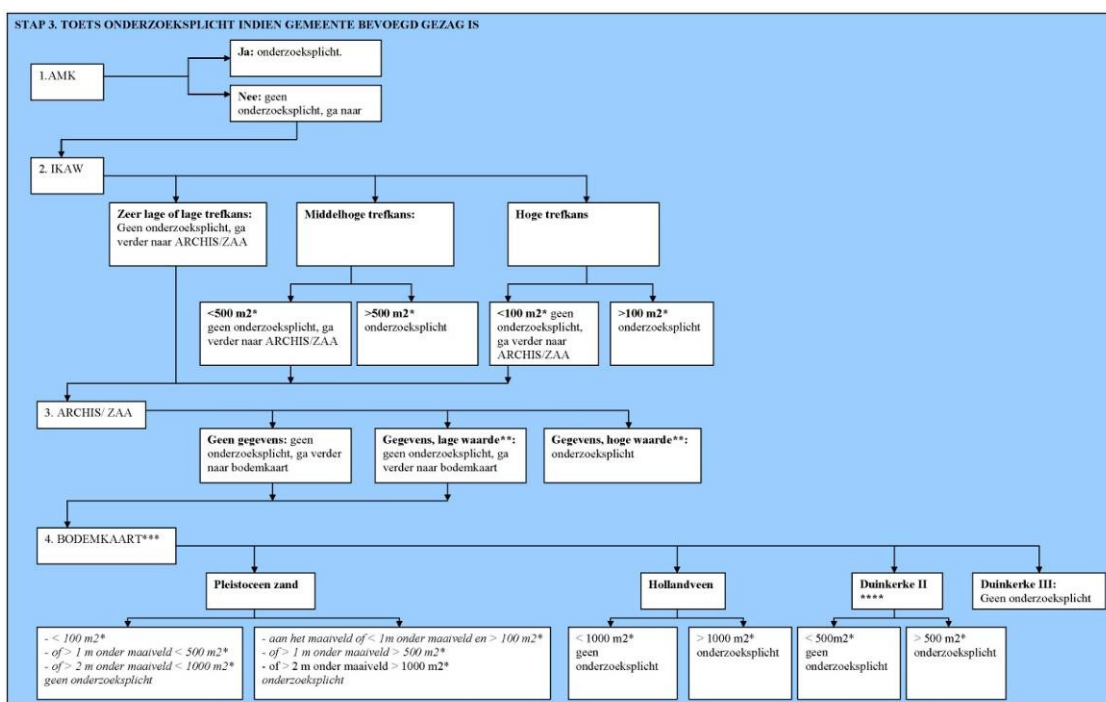 STAP 3. TOETS ONDERZOEKSPLICHT INDIEN GEMEENTE BEVOEGD GEZAG IS
1.AMK
Ja: onderzoeksplicht.
Nee: geen
onderzoeksplicht, ga naar
2. IKAW
Zeer lage of lage trefkans:
Geen onderzoeksplicht, ga
verder naar ARCHIS/ZAA
Middelhoge trefkans:
Hoge trefkans
<500 m2*
geen onderzoeksplicht, ga
verder naar ARCHIS/ZAA
>500 m2*
onderzoeksplicht
<100 m2* geen
onderzoeksplicht,
ga verder naar
ARCHIS/ZAA
>100 m2*
onderzoeksplicht
3. ARCHIS/ ZAA
Geen gegevens: geen
onderzoeksplicht, ga verder
naar bodemkaart
Gegevens, lage waarde**:
geen onderzoeksplicht, ga
verder naar bodemkaart
Gegevens, hoge waarde**:
onderzoeksplicht
4. BODEMKAART***
Pleistoceen zand
Hollandveen
Duinkerke II
****
Duinkerke III:
Geen onderzoeksplicht
- < 100 m2*
- of > 1 m onder maaiveld < 500 m2*
- of > 2 m onder maaiveld < 1000 m2*
geen onderzoeksplicht
- aan het maaiveld of < 1m onder maaiveld en > 100 m2*
- of > 1 m onder maaiveld > 500 m2*
- of > 2 m onder maaiveld > 1000 m2*
onderzoeksplicht
< 1000 m2*
geen
onderzoeksplicht
> 1000 m2*
onderzoeksplicht
< 500m2*
geen
onderzoeksplicht
> 500 m2*
onderzoeksplicht